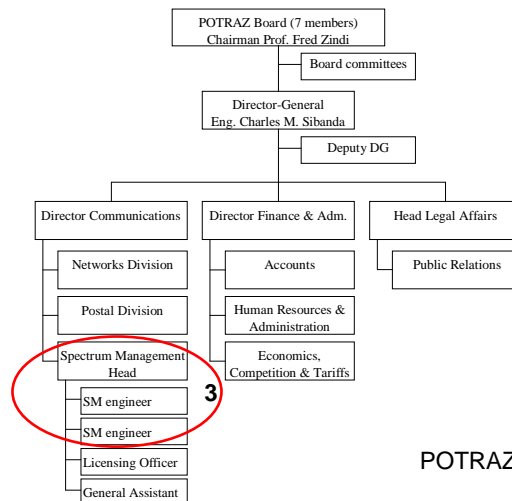 POTRAZ Board (7 members)
Chairman Prof. Fred Zindi
Board committees
Director-General
Eng. Charles M. Sibanda
Deputy DG
Director Communications
Director Finance & Adm.
Head Legal Affairs
Networks Division
Accounts
Public Relations
Postal Division
Human Resources &
Administration
Spectrum Management
Head
Economics,
Competition & Tariffs
3
SM engineer
SM engineer
Licensing Officer
General Assistant
POTRAZ